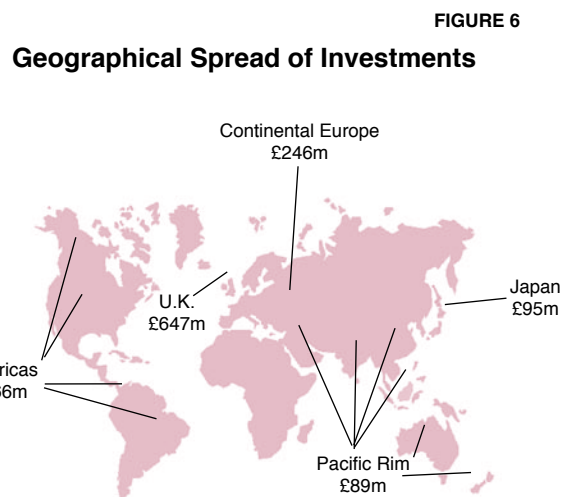 FIGURE 6
Geographical Spread of Investments
Continental Europe
£246m
U.K.
£647m
Japan
£95m
Pacific Rim
£89m